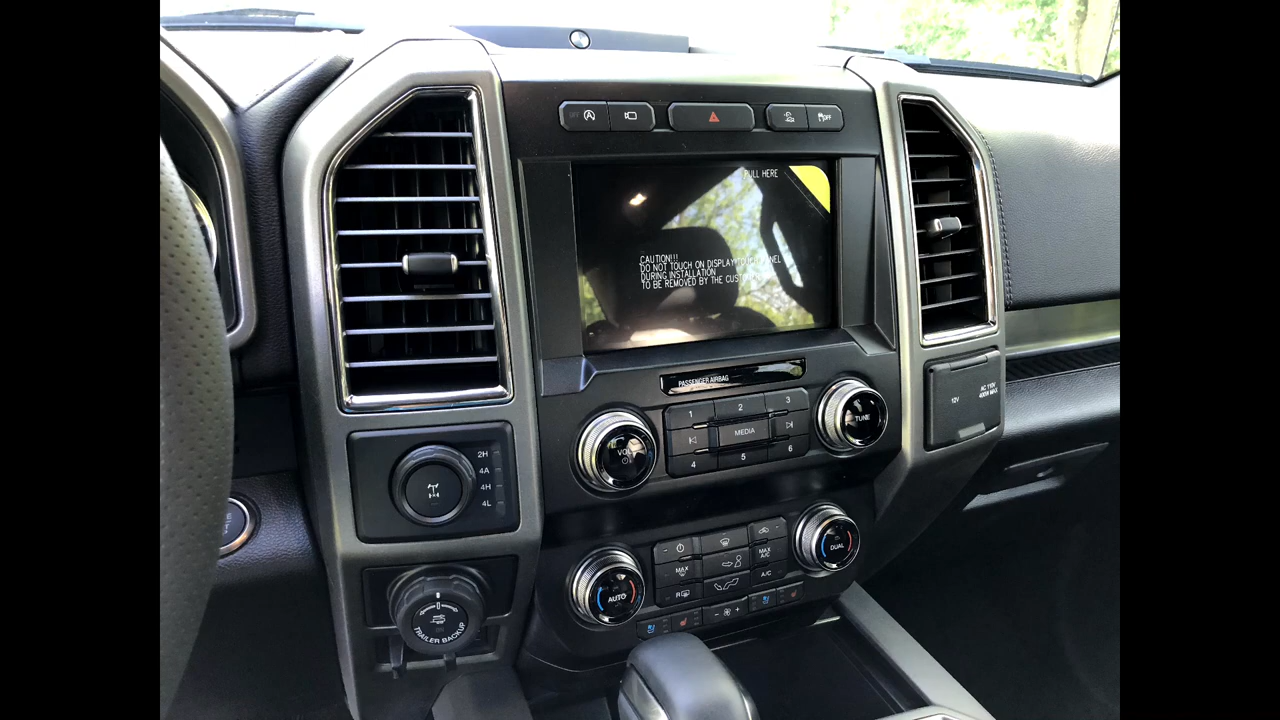 OFF
PULL HERE
CAUTION!!!
DO NOT TOUCH ON DISPLAY
DURING INSTALLATION
TO BE REMOVED BY THE
PASSENGER AIRBAG
1 2 3
MEDIA
4 5 6
VOL
TUNE
12V
AC 110V
400W MAX
2H
4A
4H
4L
AUTO
DUAL
MAX
R
MAX
A/C
A/C
TRAILER BACKUP